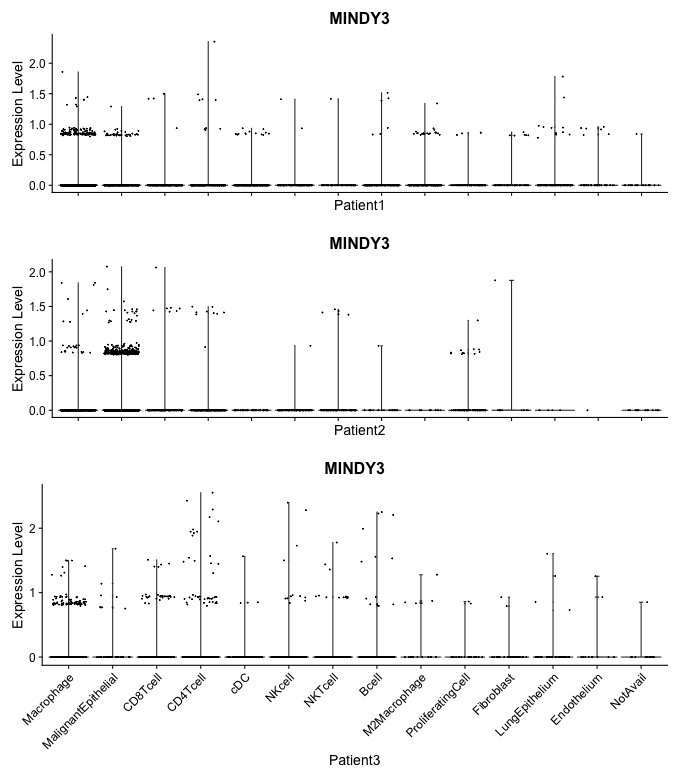 MINDY3
Expression Level
2.0
1.5
1.0
0.5
0.0
Patient1
MINDY3
Expression Level
2.0
1.5
1.0
0.5
0.0
Patient2
MINDY3
Expression Level
2
1
0
Macrophage
MalignantEpithelial
CD8Tcell
CD4Tcell
cDC
NKcell
NKTcell
Bcell
M2Macrophage
ProliferatingCell
Fibroblast
LungEpithelium
Endothelium
NotAvail
Patient3